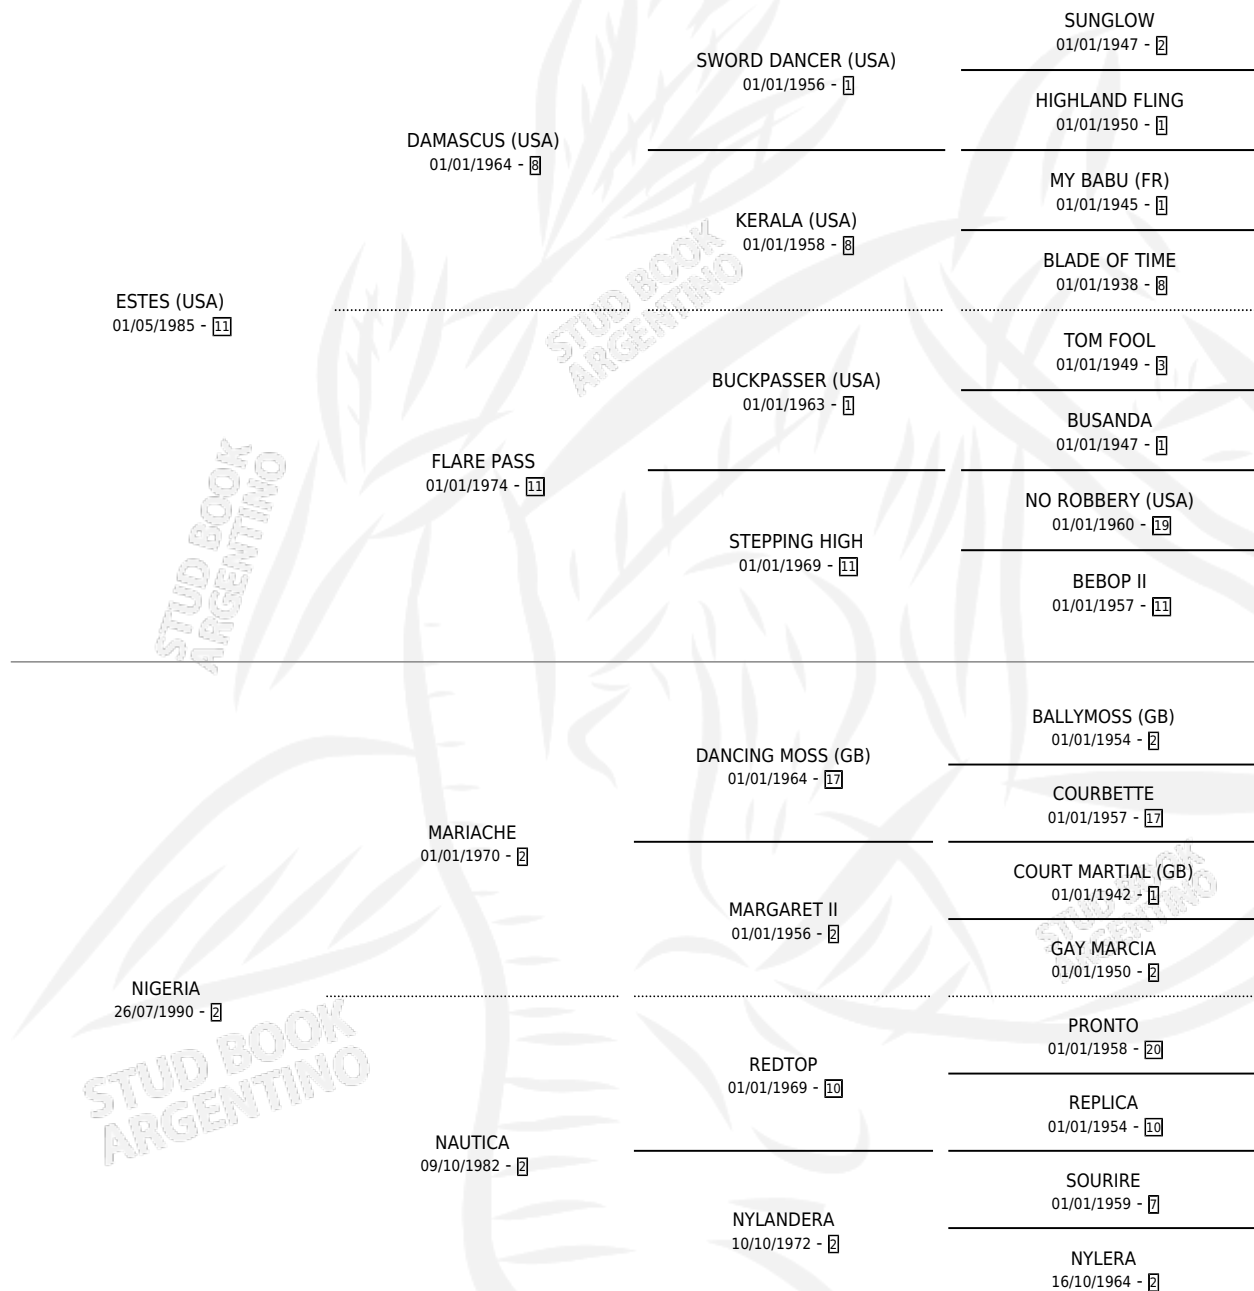 SUNGLOW
01/01/1947 - 2
SWORD DANCER (USA)
01/01/1956 - 1
HIGHLAND FLING
01/01/1950 - 1
DAMASCUS (USA)
01/01/1964 - 8
MY BABU (FR)
01/01/1945 - 1
KERALA (USA)
01/01/1958 - 8
BLADE OF TIME
01/01/1938 - 8
ESTES (USA)
01/05/1985 - 11
TOM FOOL
01/01/1949 - 3
BUCKPASSER (USA)
01/01/1963 - 1
BUSANDA
01/01/1947 - 1
FLARE PASS
01/01/1974 - 11
NO ROBBERY (USA)
01/01/1960 - 19
STEPPING HIGH
01/01/1969 - 11
BEBOP II
01/01/1957 - 11
BALLYMOSS (GB)
01/01/1954 - 2
DANCING MOSS (GB)
01/01/1964 - 17
COURBETTE
01/01/1957 - 17
MARIACHE
01/01/1970 - 2
COURT MARTIAL (GB)
01/01/1942 - 1
MARGARET II
01/01/1956 - 2
GAY MARCIA
01/01/1950 - 2
NIGERIA
26/07/1990 - 2
PRONTO
01/01/1958 - 20
REDTOP
01/01/1969 - 10
REPLICA
01/01/1954 - 10
NAUTICA
09/10/1982 - 2
SOURIRE
01/01/1959 - 7
NYLANDERA
10/10/1972 - 2
NYLERA
16/10/1964 - 2
STUD BOOK
ARGENTINO
STUD BOOK
ARGENTINO
STUD BOOK
ARGENTINO
STUD BOOK
ARGENTINO